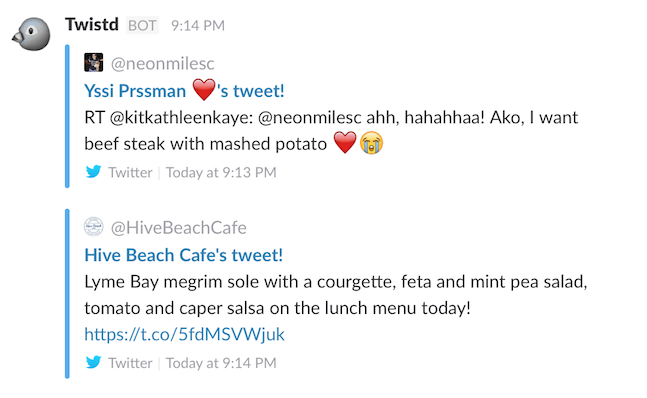 Twistd BOT 9:14 PM
@neonmilesc
Yssi Prssman ❤️'s tweet!
RT @kitkathleenkaye: @neonmilesc ahh, hahahhaa! Ako, I want
beef steak with mashed potato ❤️😭
Twitter | Today at 9:13 PM
@HiveBeachCafe
Hive Beach Cafe's tweet!
Lyme Bay megrim sole with a courgette, feta and mint pea salad,
tomato and caper salsa on the lunch menu today!
https://t.co/5fdMSVWjuk
Twitter | Today at 9:14 PM